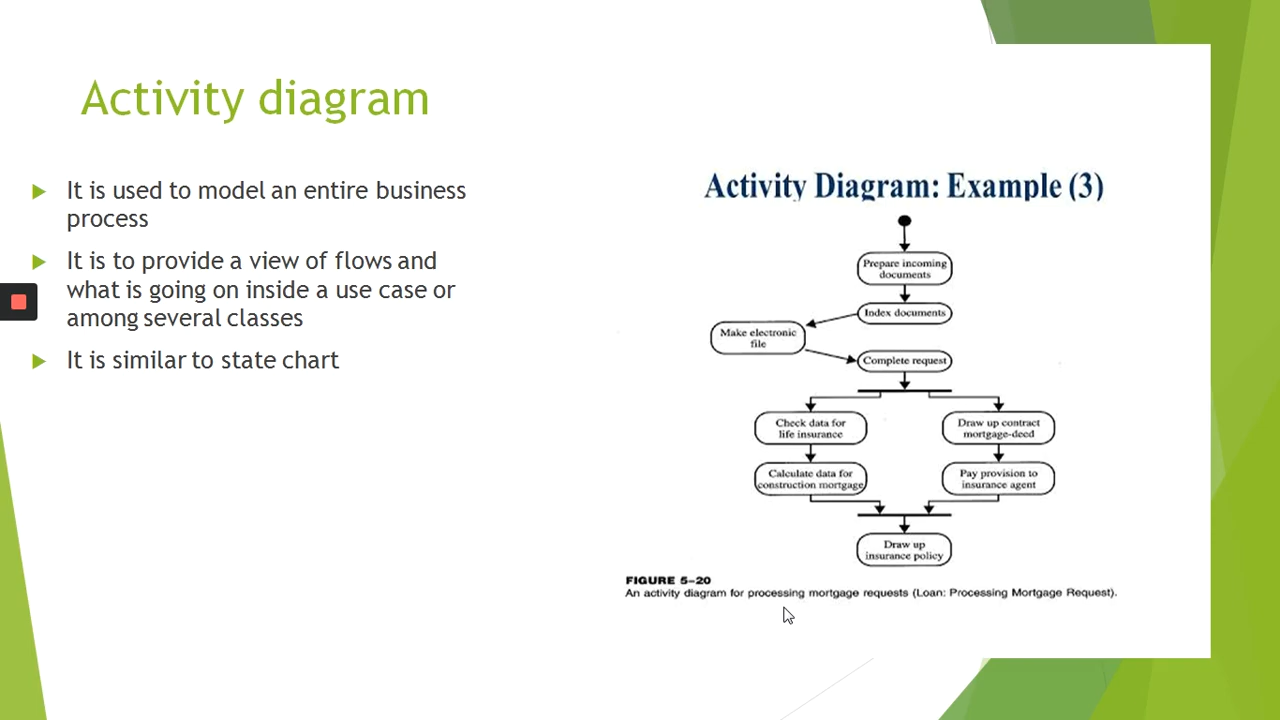 Activity diagram
It is used to model an entire business
process
It is to provide a view of flows and
what is going on inside a use case or
among several classes
It is similar to state chart
Activity Diagram: Example (3)
Prepare incoming
documents
Index documents
Make electronic
file
Complete request
Check data for
life insurance
Draw up contract
mortgage-deed
Calculate data for
construction mortgage
Pay provision to
insurance agent
Draw up
insurance policy
FIGURE 5–20
An activity diagram for processing mortgage requests (Loan: Processing Mortgage Request).